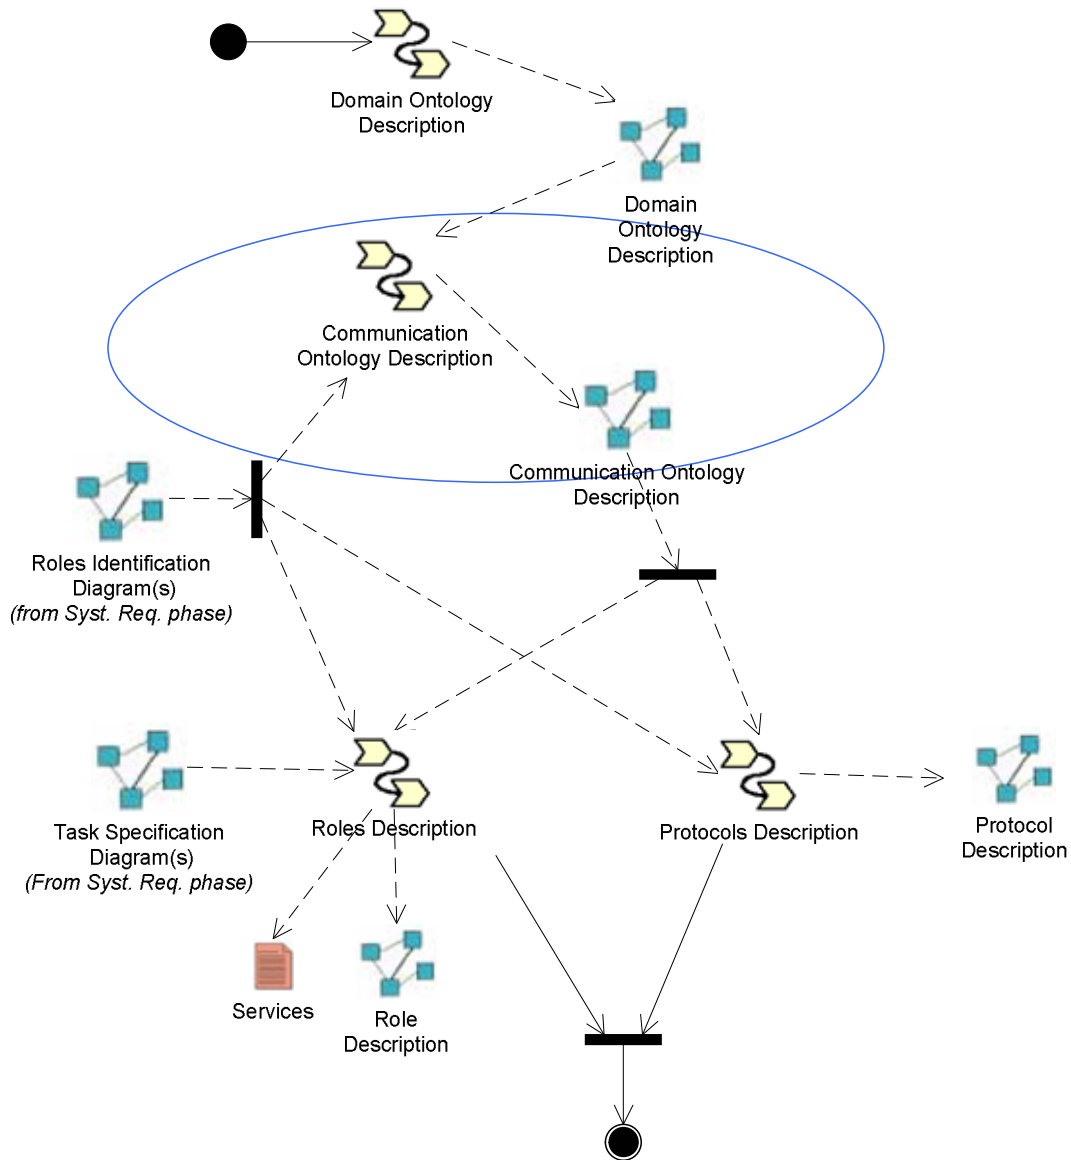 Domain Ontology
Description
Domain
Ontology
Description
Communication
Ontology Description
Communication Ontology
Description
Roles Identification
Diagram(s)
(from Syst. Req. phase)
Task Specification
Diagram(s)
(From Syst. Req. phase)
Roles Description
Protocols Description
Protocol
Description
Services
Role
Description